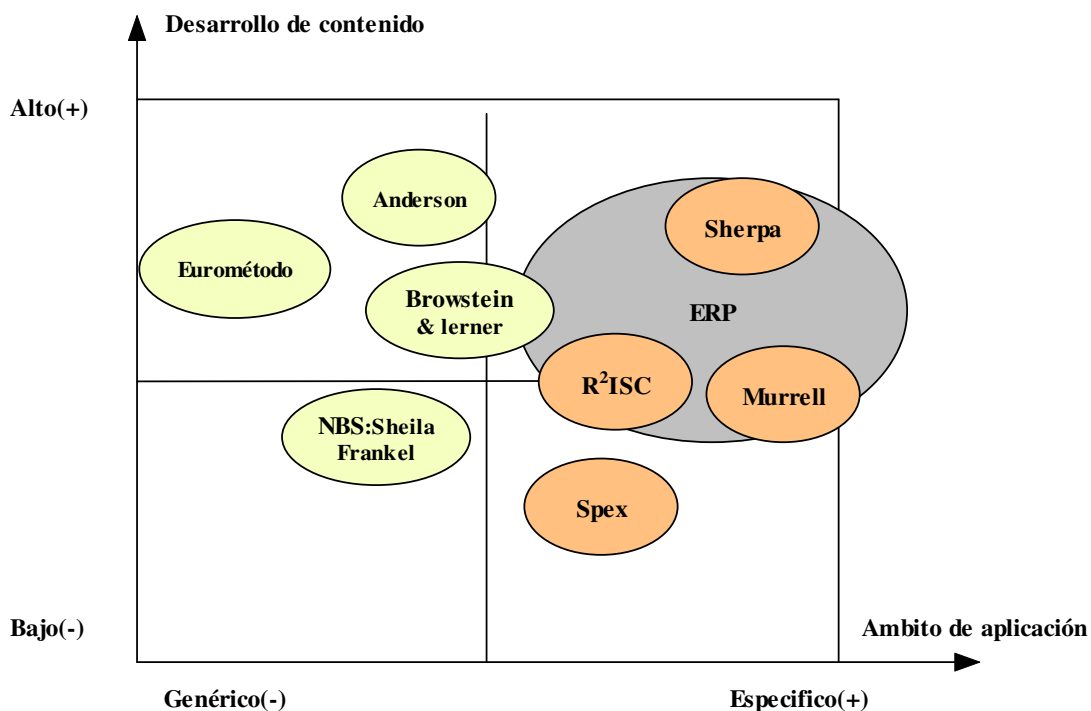 Desarrollo de contenido
Alto(+)
Anderson
Sherpa
Eurométodo
Browstein
& lerner
ERP
R²ISC
Murrell
NBS:Sheila
Frankel
Spex
Bajo(-)
Ambito de aplicación
Genérico(-)
Especifico(+)